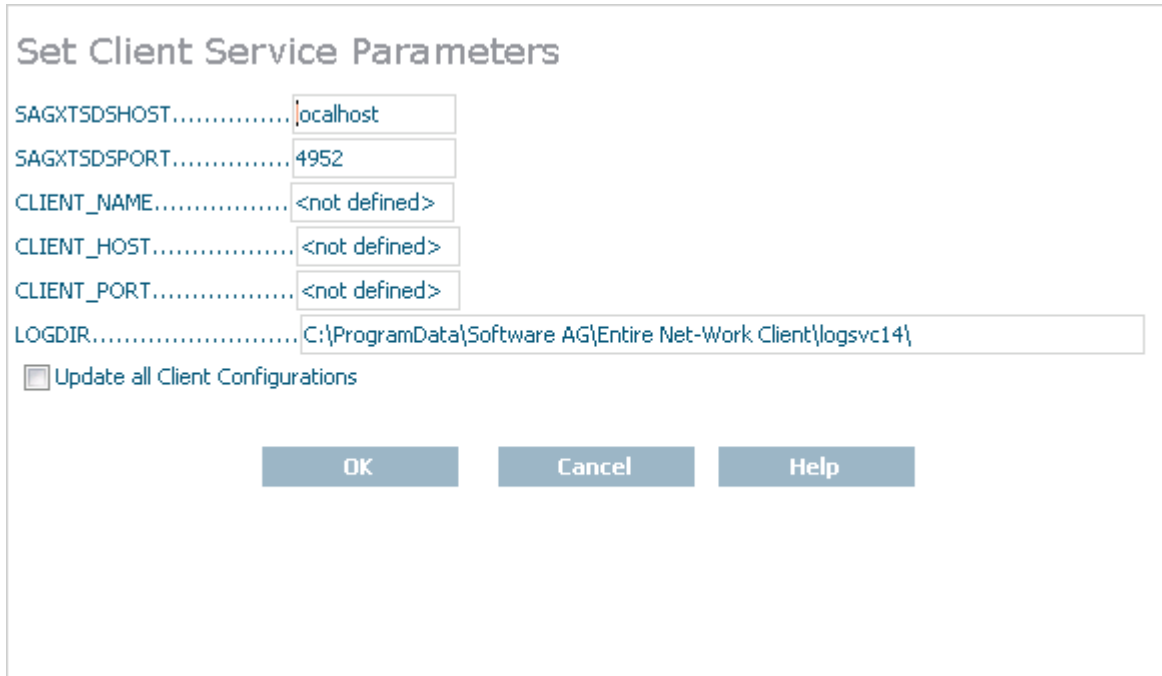 Set Client Service Parameters
SAGXTSDSHOST............... localhost
SAGXTSDSPORT............... 4952
CLIENT_NAME................. <not defined>
CLIENT_HOST.................. <not defined>
CLIENT_PORT.................. <not defined>
LOGDIR.......................... C:\ProgramData\Software AG\Entire Net-Work Client\logsvc14\
Update all Client Configurations
OK Cancel Help